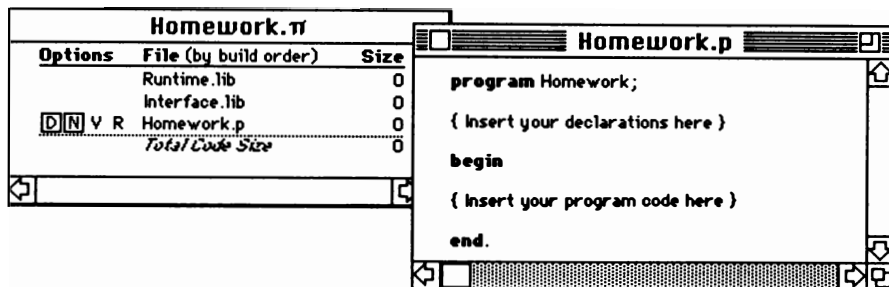 Homework.π
Options File (by build order) Size
Runtime.lib 0
Interface.lib 0
D N V R Homework.p 0
Total Code Size 0
Homework.p
program Homework;
{ Insert your declarations here }
begin
{ Insert your program code here }
end.